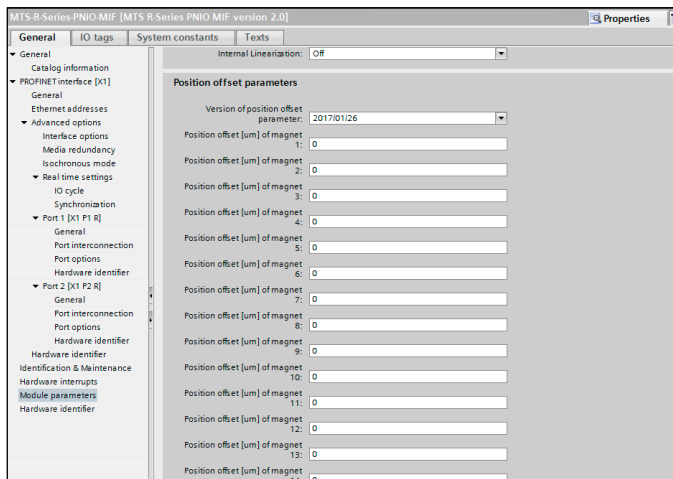 MTS-R-Series-PNIO-MIF [MTS R-Series PNIO MIF version 2.0]
Properties
General IO tags System constants Texts
General
Catalog information
PROFINET interface [X1]
General
Ethernet addresses
Advanced options
Interface options
Media redundancy
Isochronous mode
Real time settings
IO cycle
Synchronization
Port 1 [X1 P1 R]
General
Port interconnection
Port options
Hardware identifier
Port 2 [X1 P2 R]
General
Port interconnection
Port options
Hardware identifier
Hardware identifier
Identification & Maintenance
Hardware interrupts
Module parameters
Hardware identifier
Internal Linearization: Off
Position offset parameters
Version of position offset
parameter: 2017/01/26
Position offset [um] of magnet
1: 0
Position offset [um] of magnet
2: 0
Position offset [um] of magnet
3: 0
Position offset [um] of magnet
4: 0
Position offset [um] of magnet
5: 0
Position offset [um] of magnet
6: 0
Position offset [um] of magnet
7: 0
Position offset [um] of magnet
8: 0
Position offset [um] of magnet
9: 0
Position offset [um] of magnet
10: 0
Position offset [um] of magnet
11: 0
Position offset [um] of magnet
12: 0
Position offset [um] of magnet
13: 0
Position offset [um] of magnet